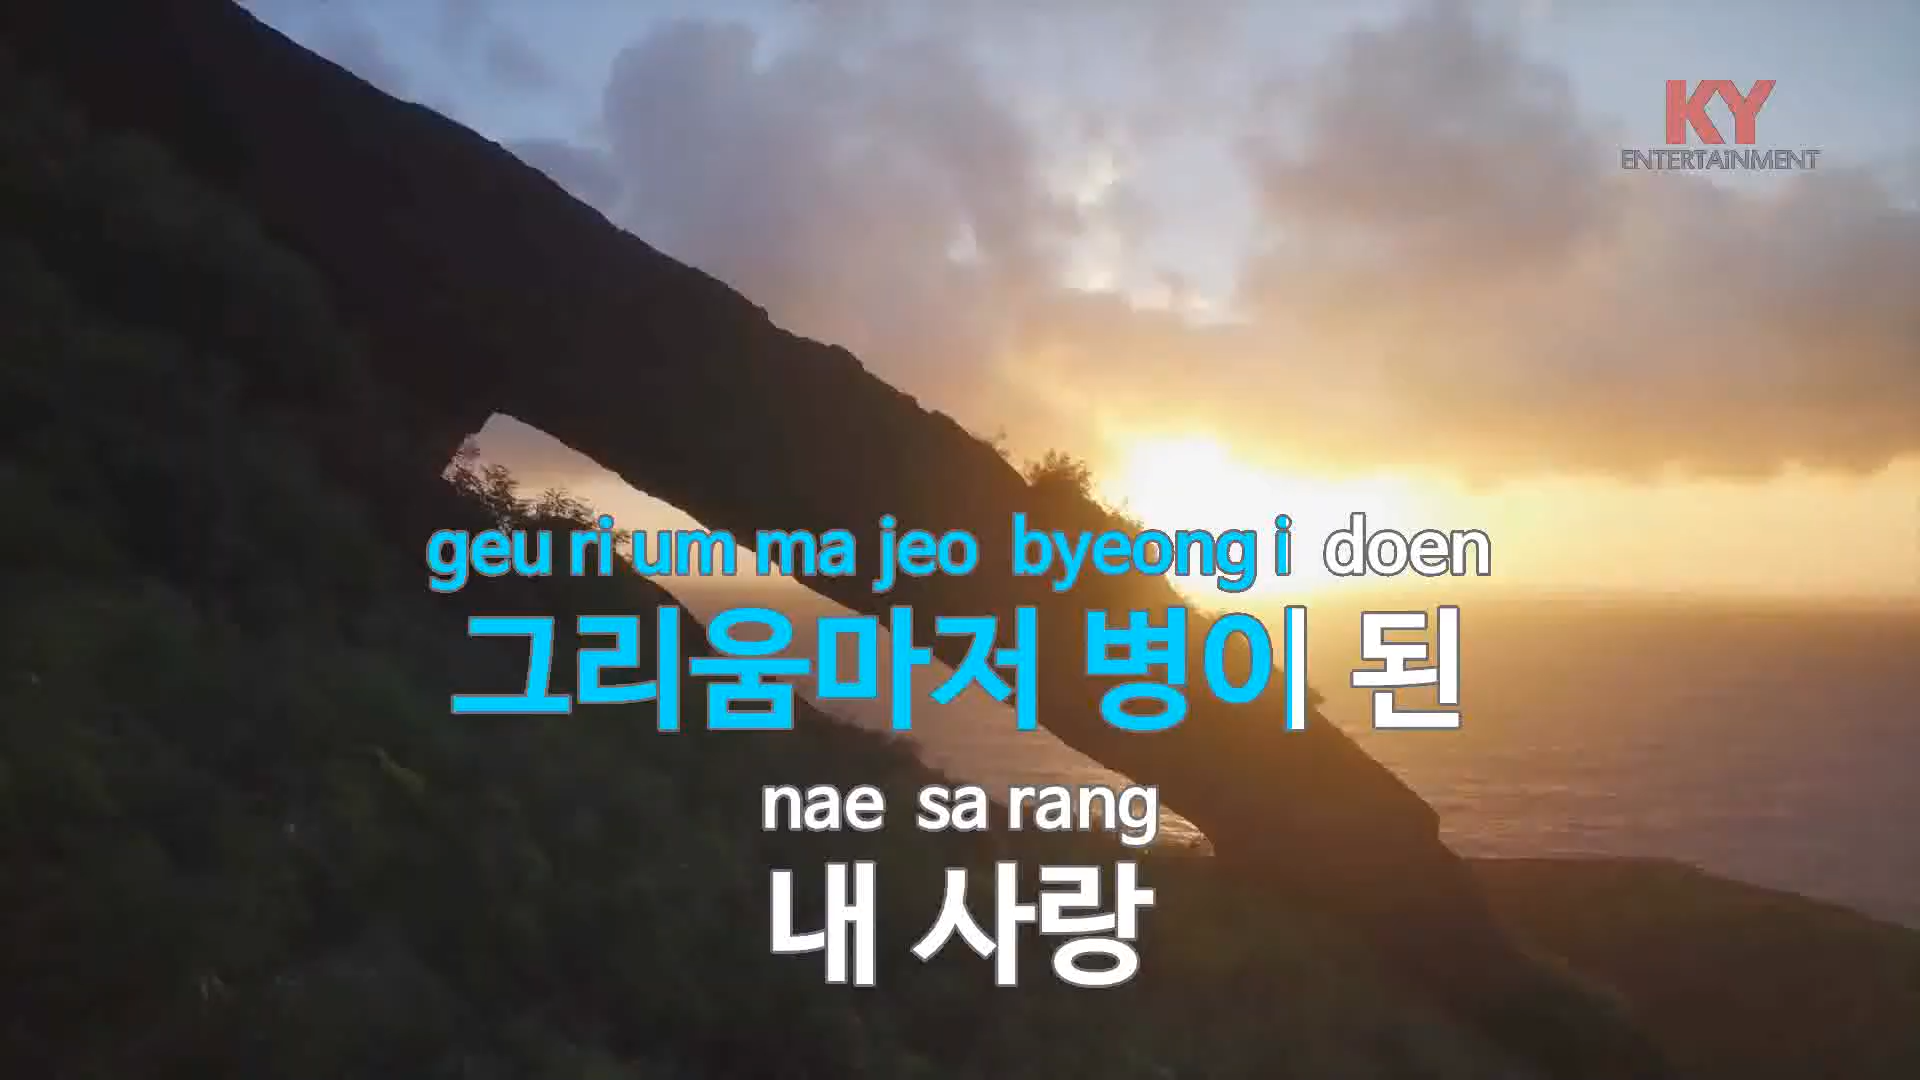 KY
ENTERTAiNMENT
geu ri um ma jeo byeong i doen
그리움마저 병이 된
nae sa rang
내 사랑